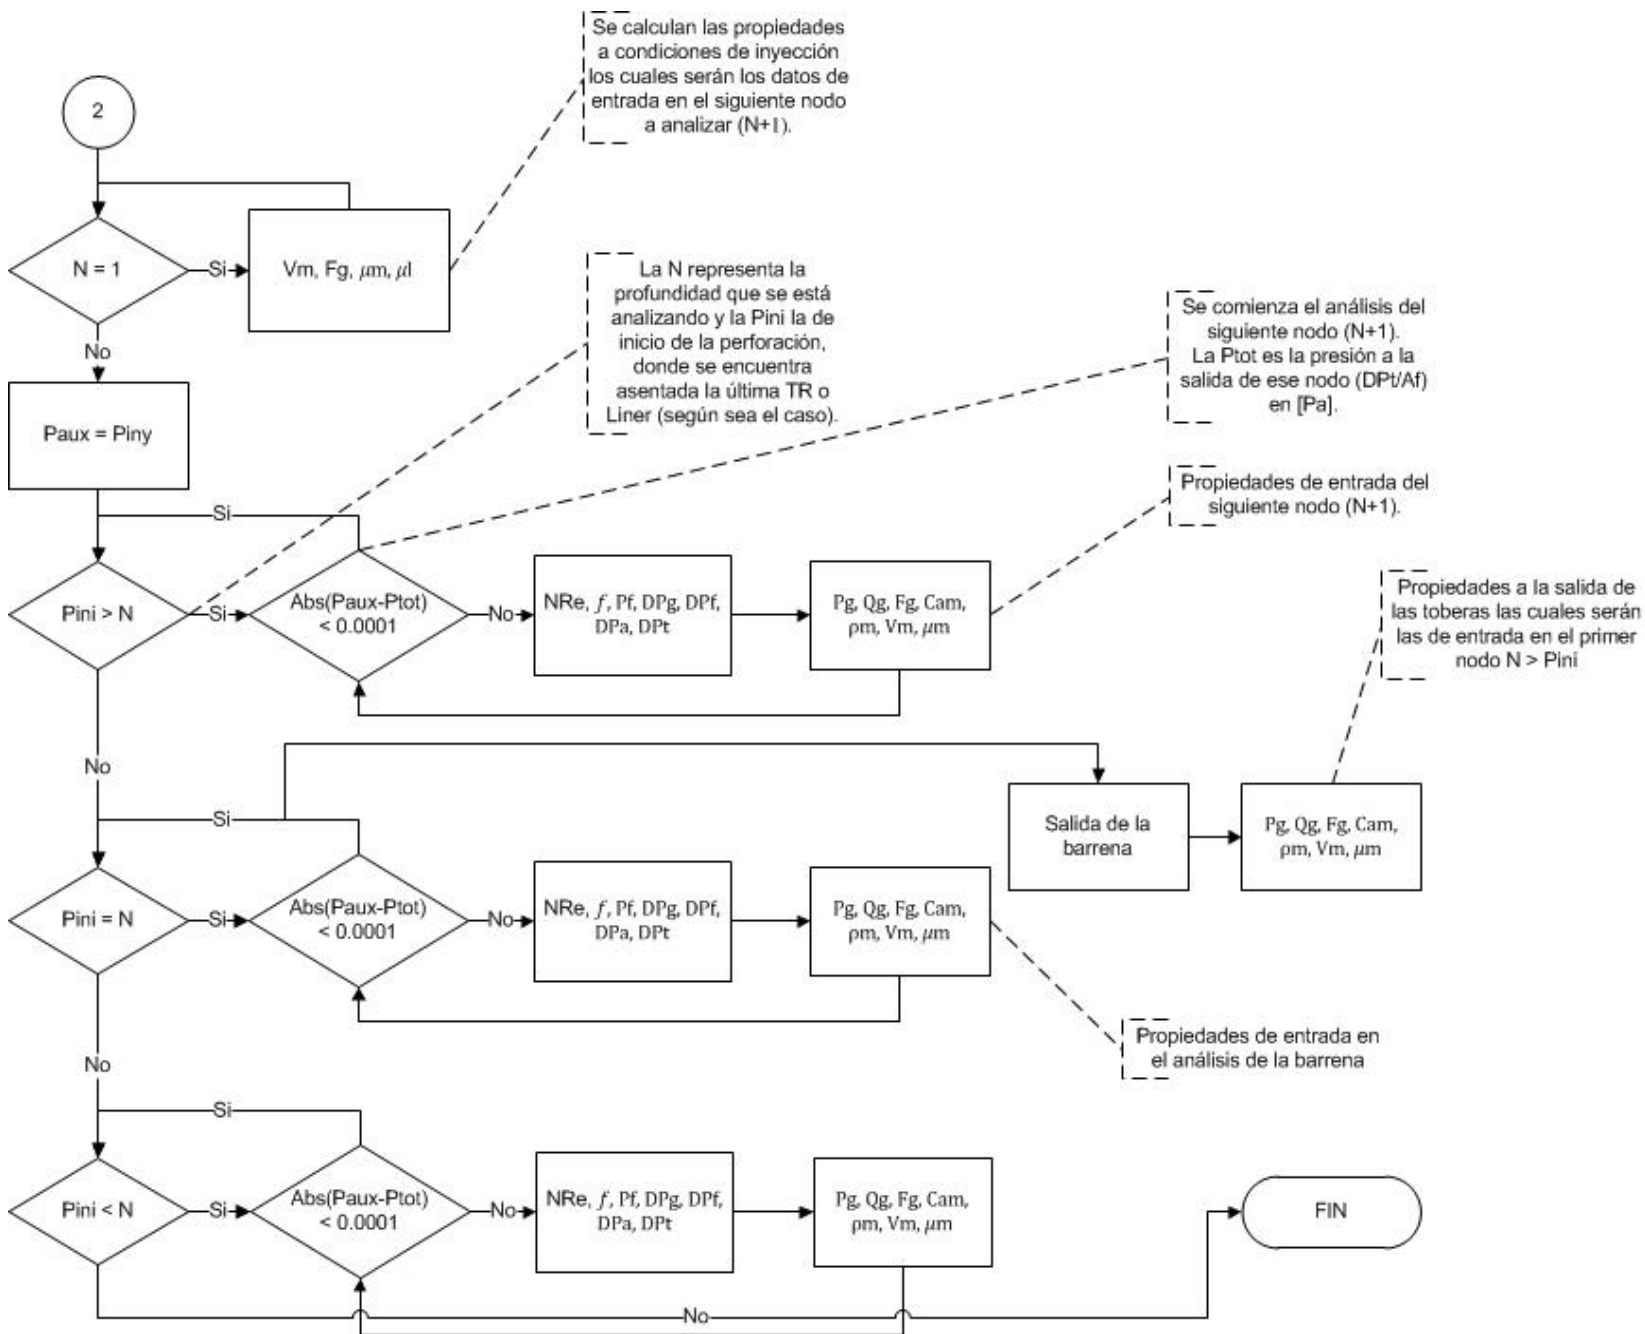 Se calculan las propiedades
a condiciones de inyección
los cuales serán los datos de
entrada en el siguiente nodo
a analizar (N+1).
2
N = 1
Si
Vm, Fg, μm, μl
No
La N representa la
profundidad que se está
analizando y la Pini la de
inicio de la perforación,
donde se encuentra
asentada la última TR o
Liner (según sea el caso).
Se comienza el análisis del
siguiente nodo (N+1).
La Ptot es la presión a la
salida de ese nodo (DPt/Af)
en [Pa].
Paux = Piny
Propiedades de entrada del
siguiente nodo (N+1).
Si
Pini > N
Si
Abs(Paux-Ptot)
< 0.0001
No
NRe, f, Pf, DPg, DPf,
DPa, DPt
Pg, Qg, Fg, Cam,
ρm, Vm, μm
Propiedades a la salida de
las toberas las cuales serán
las de entrada en el primer
nodo N > Pini
No
Si
Salida de la
barrena
Pg, Qg, Fg, Cam,
ρm, Vm, μm
Pini = N
Si
Abs(Paux-Ptot)
< 0.0001
No
NRe, f, Pf, DPg, DPf,
DPa, DPt
Pg, Qg, Fg, Cam,
ρm, Vm, μm
Propiedades de entrada en
el análisis de la barrena
No
Si
Pini < N
Si
Abs(Paux-Ptot)
< 0.0001
No
NRe, f, Pf, DPg, DPf,
DPa, DPt
Pg, Qg, Fg, Cam,
ρm, Vm, μm
FIN
No